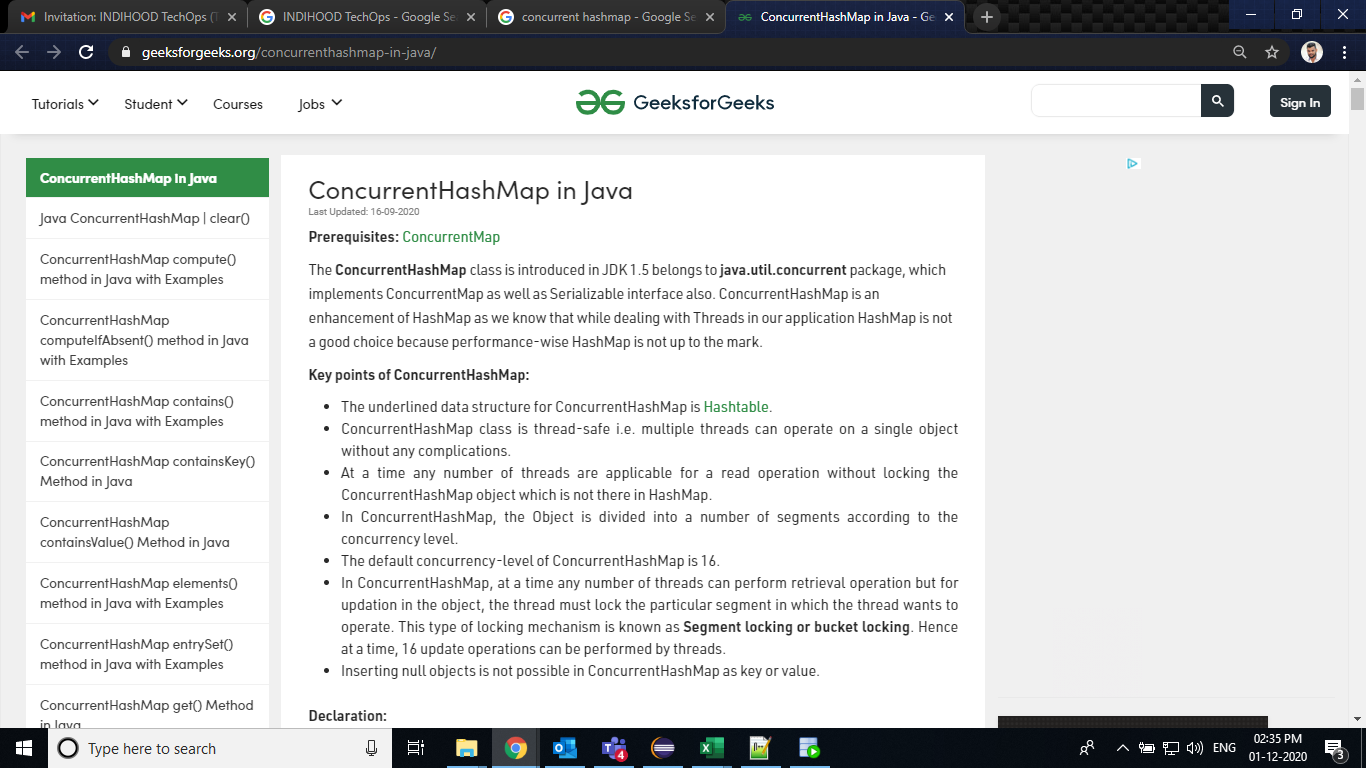 Invitation: INDIHOOD TechOps (T
INDIHOOD TechOps - Google Se
concurrent hashmap - Google Se
ConcurrentHashMap in Java - Ge
geeksforgeeks.org/concurrenthashmap-in-java/
Tutorials
Student
Courses
Jobs
GeeksforGeeks
Sign In
ConcurrentHashMap in Java
Java ConcurrentHashMap | clear()
ConcurrentHashMap compute()
method in Java with Examples
ConcurrentHashMap
computeIfAbsent() method in Java
with Examples
ConcurrentHashMap contains()
method in Java with Examples
ConcurrentHashMap containsKey()
Method in Java
ConcurrentHashMap
containsValue() Method in Java
ConcurrentHashMap elements()
method in Java with Examples
ConcurrentHashMap entrySet()
method in Java with Examples
ConcurrentHashMap get() Method
in Java
ConcurrentHashMap in Java
Last Updated: 16-09-2020
Prerequisites: ConcurrentMap
The ConcurrentHashMap class is introduced in JDK 1.5 belongs to java.util.concurrent package, which
implements ConcurrentMap as well as Serializable interface also. ConcurrentHashMap is an
enhancement of HashMap as we know that while dealing with Threads in our application HashMap is not
a good choice because performance-wise HashMap is not up to the mark.
Key points of ConcurrentHashMap:
• The underlined data structure for ConcurrentHashMap is Hashtable.
• ConcurrentHashMap class is thread-safe i.e. multiple threads can operate on a single object
without any complications.
• At a time any number of threads are applicable for a read operation without locking the
ConcurrentHashMap object which is not there in HashMap.
• In ConcurrentHashMap, the Object is divided into a number of segments according to the
concurrency level.
• The default concurrency-level of ConcurrentHashMap is 16.
• In ConcurrentHashMap, at a time any number of threads can perform retrieval operation but for
updation in the object, the thread must lock the particular segment in which the thread wants to
operate. This type of locking mechanism is known as Segment locking or bucket locking. Hence
at a time, 16 update operations can be performed by threads.
• Inserting null objects is not possible in ConcurrentHashMap as key or value.
Declaration:
Type here to search
4
ENG
02:35 PM
01-12-2020
3